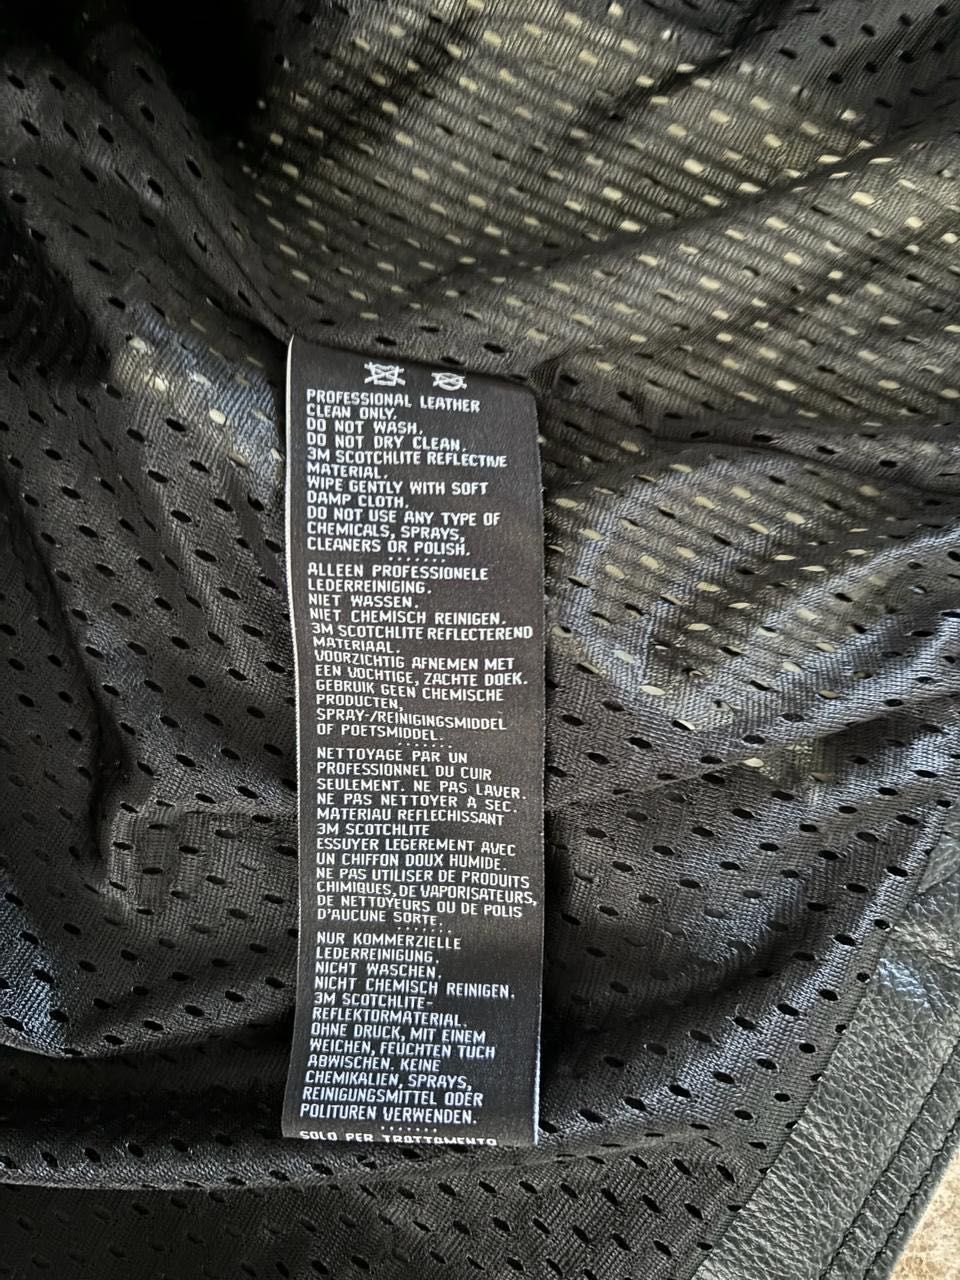 PROFESSIONAL LEATHER
CLEAN ONLY.
DO NOT WASH.
DO NOT DRY CLEAN.
3M SCOTCHLITE REFLECTIVE
MATERIAL.
WIPE GENTLY WITH SOFT
DAMP CLOTH.
DO NOT USE ANY TYPE OF
CHEMICALS, SPRAYS,
CLEANERS OR POLISH.
.......
ALLEEN PROFESSIONELE
LEDERREINIGING.
NIET WASSEN.
NIET CHEMISCH REINIGEN.
3M SCOTCHLITE REFLECTEREND
MATERIAAL.
VOORZICHTIG AFNEMEN MET
EEN VOCHTIGE, ZACHTE DOEK.
GEBRUIK GEEN CHEMISCHE
PRODUCTEN,
SPRAY-/REINIGINGSMIDDEL
OF POETSMIDDEL.
.......
NETTOYAGE PAR UN
PROFESSIONNEL DU CUIR
SEULEMENT. NE PAS LAVER.
NE PAS NETTOYER A SEC.
MATERIAU REFLECHISSANT
3M SCOTCHLITE
ESSUYER LEGEREMENT AVEC
UN CHIFFON DOUX HUMIDE.
NE PAS UTILISER DE PRODUITS
CHIMIQUES, DE VAPORISATEURS,
DE NETTOYEURS OU DE POLIS
D'AUCUNE SORTE.
.......
NUR KOMMERZIELLE
LEDERREINIGUNG.
NICHT WASCHEN.
NICHT CHEMISCH REINIGEN.
3M SCOTCHLITE-
REFLEKTORMATERIAL.
OHNE DRUCK, MIT EINEM
WEICHEN, FEUCHTEN TUCH
ABWISCHEN. KEINE
CHEMIKALIEN, SPRAYS,
REINIGUNGSMITTEL ODER
POLITUREN VERWENDEN.
.......
SOLO PER TRATTAMENTO